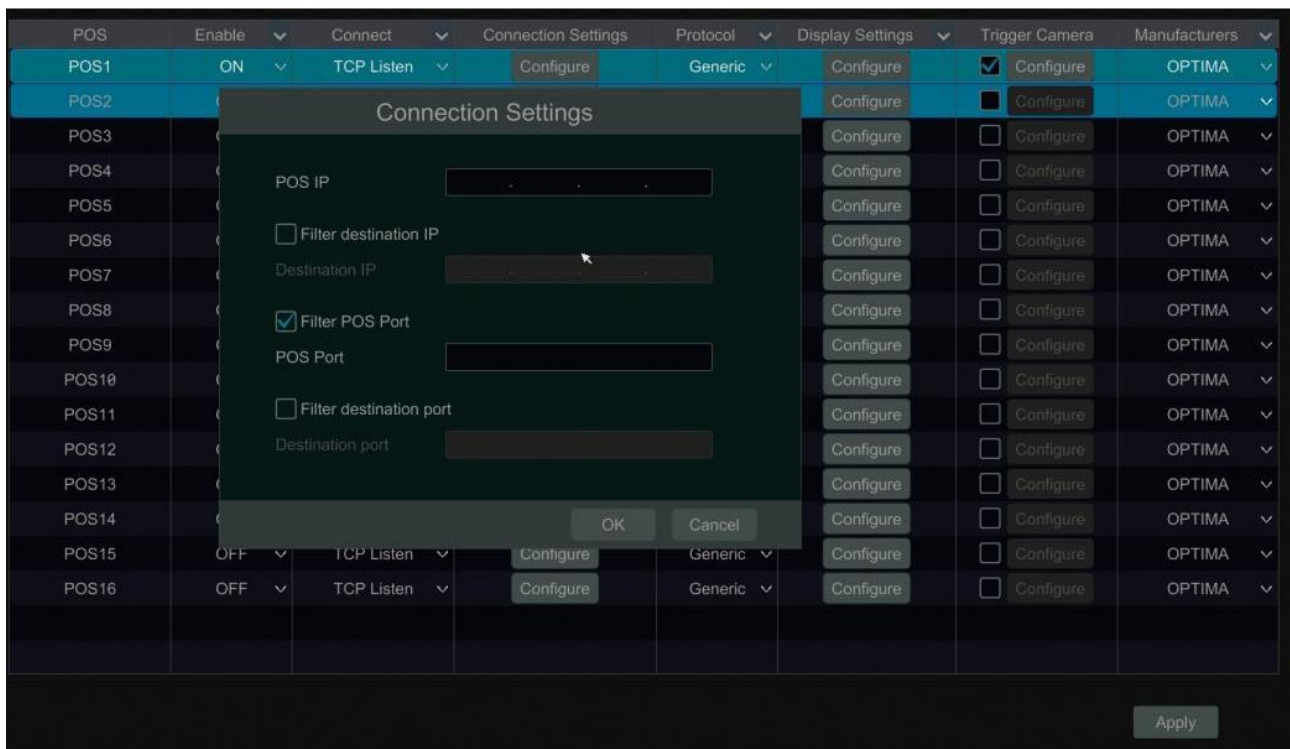 POS Enable Connect Connection Settings Protocol Display Settings Trigger Camera Manufacturers
POS1 ON TCP Listen Configure Generic Configure Configure OPTIMA
POS2 Configure Configure OPTIMA
Connection Settings
POS3 Configure Configure OPTIMA
POS4 Configure Configure OPTIMA
POS IP . . .
POS5 Configure Configure OPTIMA
POS6 Configure Configure OPTIMA
Filter destination IP
POS7 Configure Configure OPTIMA
Destination IP . . .
POS8 Configure Configure OPTIMA
Filter POS Port
POS9 Configure Configure OPTIMA
POS Port
POS10 Configure Configure OPTIMA
POS11 Configure Configure OPTIMA
Filter destination port
POS12 Configure Configure OPTIMA
Destination port
POS13 Configure Configure OPTIMA
POS14 Configure Configure OPTIMA
OK Cancel
POS15 OFF TCP Listen Configure Generic Configure Configure OPTIMA
POS16 OFF TCP Listen Configure Generic Configure Configure OPTIMA
Apply